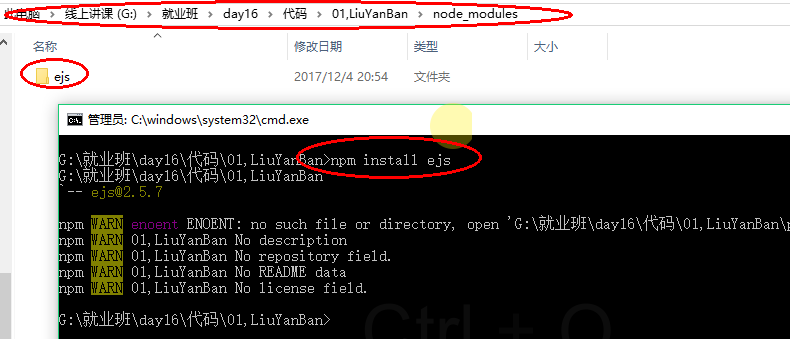 此电脑 > 线上讲课 (G:) > 就业班 > day16 > 代码 > 01,LiuYanBan > node_modules
名称 修改日期 类型 大小
ejs 2017/12/4 20:54 文件夹
管理员: C:\windows\system32\cmd.exe
G:\就业班\day16\代码\01,LiuYanBan>npm install ejs
G:\就业班\day16\代码\01,LiuYanBan
`-- ejs@2.5.7
npm WARN enoent ENOENT: no such file or directory, open 'G:\就业班\day16\代码\01,LiuYanBan\p
npm WARN 01,LiuYanBan No description
npm WARN 01,LiuYanBan No repository field.
npm WARN 01,LiuYanBan No README data
npm WARN 01,LiuYanBan No license field.
G:\就业班\day16\代码\01,LiuYanBan>
Ctrl + Q